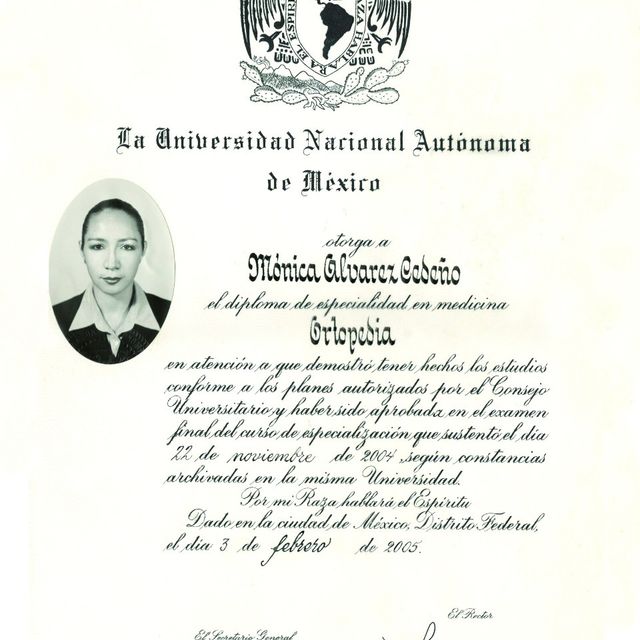 EL ESPIRI
RAZA HABLARA
La Universidad Nacional Autónoma
de México
otorga a
Mónica Alvarez Cedeño
el diploma de especialidad en medicina
Ortopedia
en atención a que demostró tener hechos los estudios
conforme a los planes autorizados por el Consejo
Universitario y haber sido aprobada en el examen
final del curso de especialización que sustentó el día
22 de noviembre de 2004, según constancias
archivadas en la misma Universidad.
Por mi Raza hablará el Espíritu
Dado en la ciudad de México, Distrito Federal,
el día 3 de febrero de 2005.
El Rector
El Secretario General